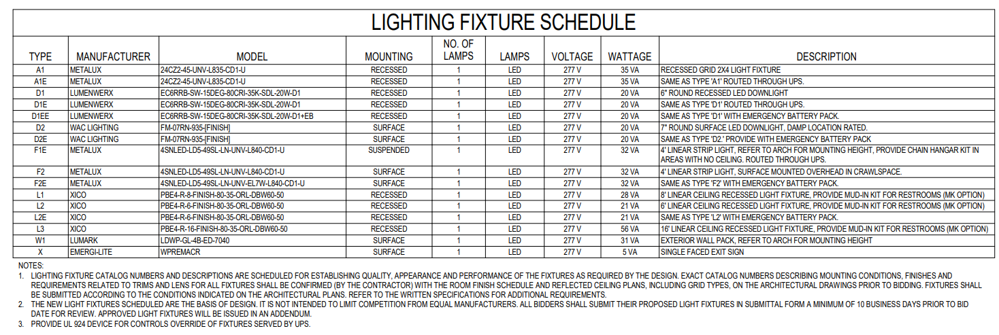 LIGHTING FIXTURE SCHEDULE
TYPE MANUFACTURER MODEL MOUNTING NO. OF LAMPS LAMPS VOLTAGE WATTAGE DESCRIPTION
A1 METALUX 24CZ2-45-UNV-L835-CD1-U RECESSED 1 LED 277 V 35 VA RECESSED GRID 2X4 LIGHT FIXTURE
A1E METALUX 24CZ2-45-UNV-L835-CD1-U RECESSED 1 LED 277 V 35 VA SAME AS TYPE 'A1' ROUTED THROUGH UPS.
D1 LUMENWERX EC6RRB-SW-15DEG-80CRI-35K-SDL-20W-D1 RECESSED 1 LED 277 V 20 VA 6" ROUND RECESSED LED DOWNLIGHT
D1E LUMENWERX EC6RRB-SW-15DEG-80CRI-35K-SDL-20W-D1 RECESSED 1 LED 277 V 20 VA SAME AS TYPE 'D1' ROUTED THROUGH UPS.
D1EE LUMENWERX EC6RRB-SW-15DEG-80CRI-35K-SDL-20W-D1+EB RECESSED 1 LED 277 V 20 VA SAME AS TYPE 'D1' WITH EMERGENCY BATTERY PACK.
D2 WAC LIGHTING FM-07RN-935-[FINISH] SURFACE 1 LED 277 V 20 VA 7" ROUND SURFACE LED DOWNLIGHT, DAMP LOCATION RATED.
D2E WAC LIGHTING FM-07RN-935-[FINISH] SURFACE 1 LED 277 V 20 VA SAME AS TYPE 'D2.' PROVIDE WITH EMERGENCY BATTERY PACK
F1E METALUX 4SNLED-LD5-49SL-LN-UNV-L840-CD1-U SUSPENDED 1 LED 277 V 32 VA 4' LINEAR STRIP LIGHT, REFER TO ARCH FOR MOUNTING HEIGHT, PROVIDE CHAIN HANGAR KIT IN
AREAS WITH NO CEILING. ROUTED THROUGH UPS.
F2 METALUX 4SNLED-LD5-49SL-LN-UNV-L840-CD1-U SURFACE 1 LED 277 V 32 VA 4' LINEAR STRIP LIGHT, SURFACE MOUNTED OVERHEAD IN CRAWLSPACE.
F2E METALUX 4SNLED-LD5-49SL-LN-UNV-EL7W-L840-CD1-U SURFACE 1 LED 277 V 32 VA SAME AS TYPE 'F2' WITH EMERGENCY BATTERY PACK.
L1 XICO PBE4-R-8-FINISH-80-35-ORL-DBW60-50 RECESSED 1 LED 277 V 28 VA 8' LINEAR CEILING RECESSED LIGHT FIXTURE, PROVIDE MUD-IN KIT FOR RESTROOMS (MK OPTION)
L2 XICO PBE4-R-6-FINISH-80-35-ORL-DBW60-50 RECESSED 1 LED 277 V 21 VA 6' LINEAR CEILING RECESSED LIGHT FIXTURE, PROVIDE MUD-IN KIT FOR RESTROOMS (MK OPTION)
L2E XICO PBE4-R-6-FINISH-80-35-ORL-DBW60-50 RECESSED 1 LED 277 V 21 VA SAME AS TYPE 'L2' WITH EMERGENCY BATTERY PACK.
L3 XICO PBE4-R-16-FINISH-80-35-ORL-DBW60-50 RECESSED 1 LED 277 V 56 VA 16' LINEAR CEILING RECESSED LIGHT FIXTURE, PROVIDE MUD-IN KIT FOR RESTROOMS (MK OPTION)
W1 LUMARK LDWP-GL-4B-ED-7040 SURFACE 1 LED 277 V 31 VA EXTERIOR WALL PACK, REFER TO ARCH FOR MOUNTING HEIGHT
X EMERGI-LITE WPREMACR SURFACE 1 LED 277 V 5 VA SINGLE FACED EXIT SIGN
NOTES:
1. LIGHTING FIXTURE CATALOG NUMBERS AND DESCRIPTIONS ARE SCHEDULED FOR ESTABLISHING QUALITY, APPEARANCE AND PERFORMANCE OF THE FIXTURES AS REQUIRED BY THE DESIGN. EXACT CATALOG NUMBERS DESCRIBING MOUNTING CONDITIONS, FINISHES AND
REQUIREMENTS RELATED TO TRIMS AND LENS FOR ALL FIXTURES SHALL BE CONFIRMED (BY THE CONTRACTOR) WITH THE ROOM FINISH SCHEDULE AND REFLECTED CEILING PLANS, INCLUDING GRID TYPES, ON THE ARCHITECTURAL DRAWINGS PRIOR TO BIDDING. FIXTURES SHALL
BE SUBMITTED ACCORDING TO THE CONDITIONS INDICATED ON THE ARCHITECTURAL PLANS. REFER TO THE WRITTEN SPECIFICATIONS FOR ADDITIONAL REQUIREMENTS.
2. THE NEW LIGHT FIXTURES SCHEDULED ARE THE BASIS OF DESIGN. IT IS NOT INTENDED TO LIMIT COMPETITION FROM EQUAL MANUFACTURERS. ALL BIDDERS SHALL SUBMIT THEIR PROPOSED LIGHT FIXTURES IN SUBMITTAL FORM A MINIMUM OF 10 BUSINESS DAYS PRIOR TO BID
DATE FOR REVIEW. APPROVED LIGHT FIXTURES WILL BE ISSUED IN AN ADDENDUM.
3. PROVIDE UL 924 DEVICE FOR CONTROLS OVERRIDE OF FIXTURES SERVED BY UPS.